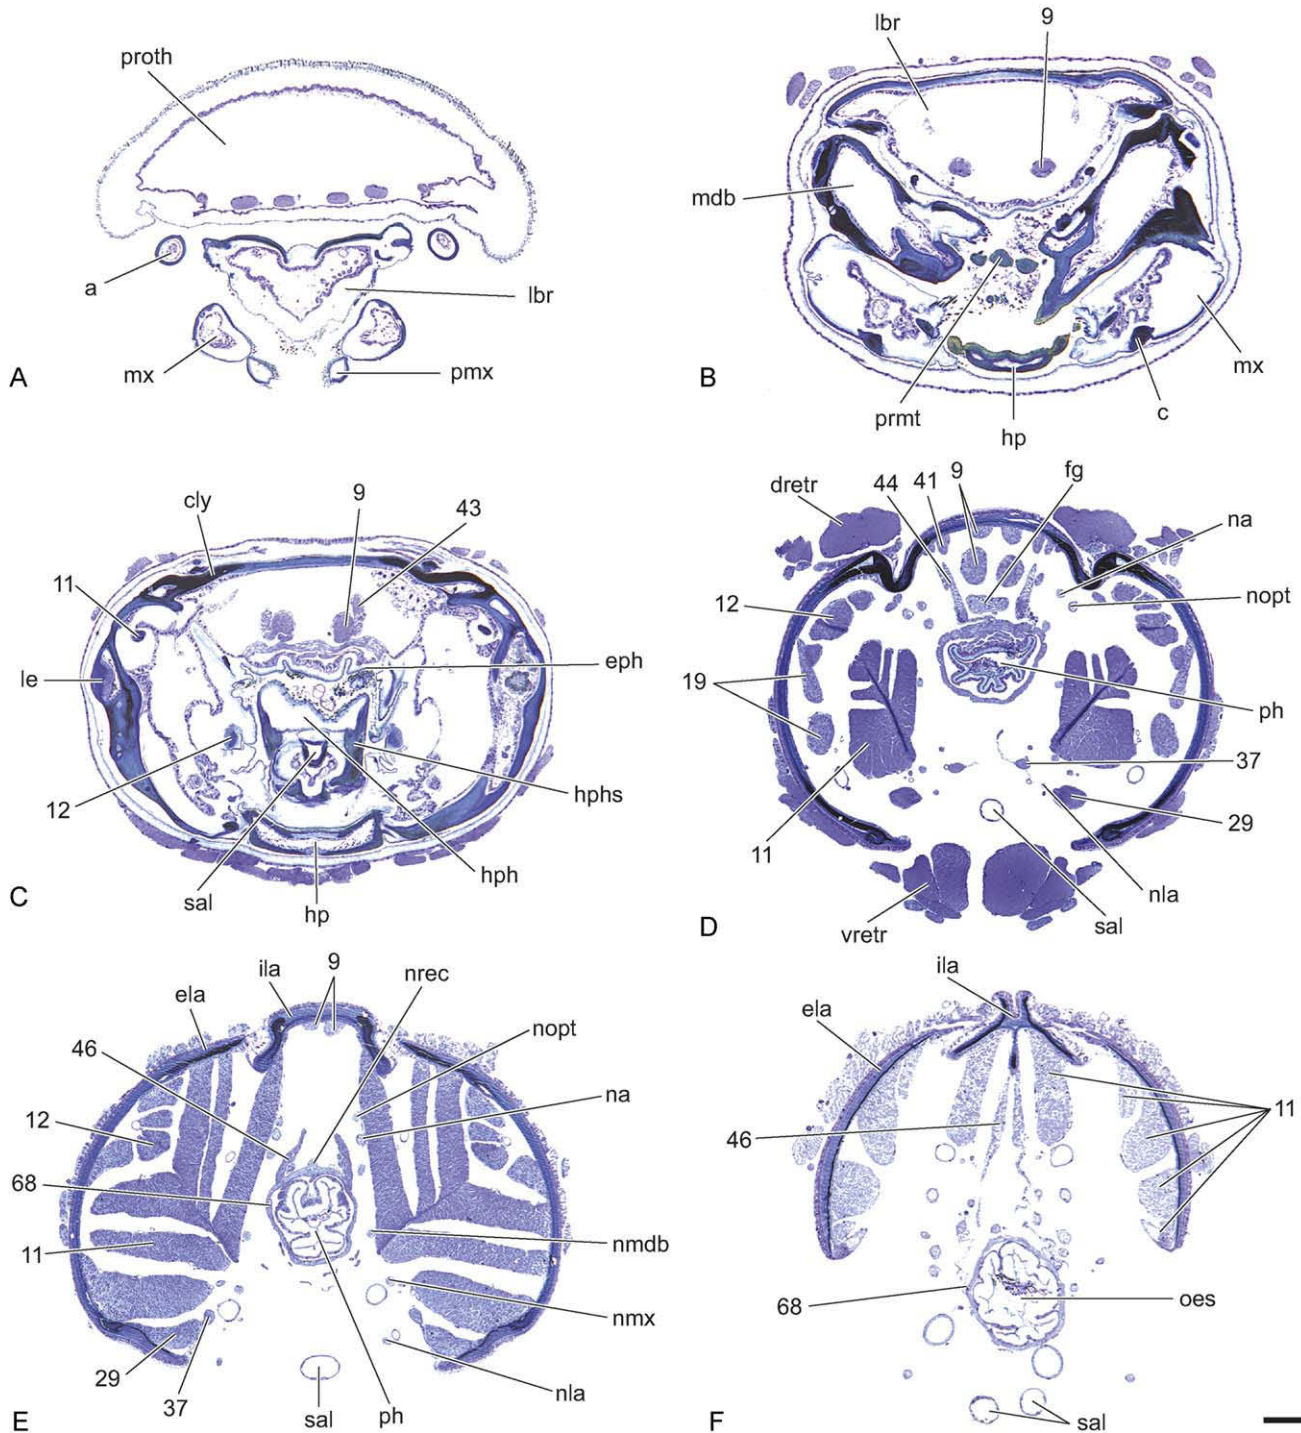 proth
a
lbr
mx
pmx
A
lbr
9
mdb
mx
prmt
hp
c
B
cly
9
43
11
le
eph
12
hphs
hph
sal
hp
C
dretr
44
41
9
fg
na
nopt
12
19
ph
37
11
29
nla
sal
vretr
D
ela
ila
9
nrec
nopt
46
na
12
68
11
nmdb
nmx
29
37
sal
ph
nla
E
ila
ela
11
46
68
oes
sal
F